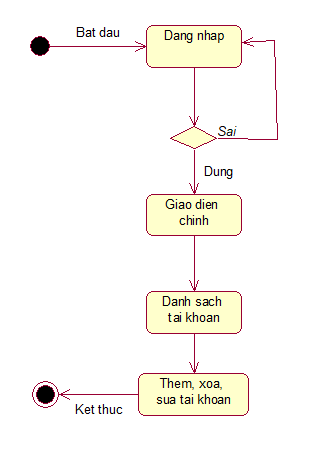 Bat dau
Dang nhap
Sai
Dung
Giao dien
chinh
Danh sach
tai khoan
Them, xoa,
sua tai khoan
Ket thuc